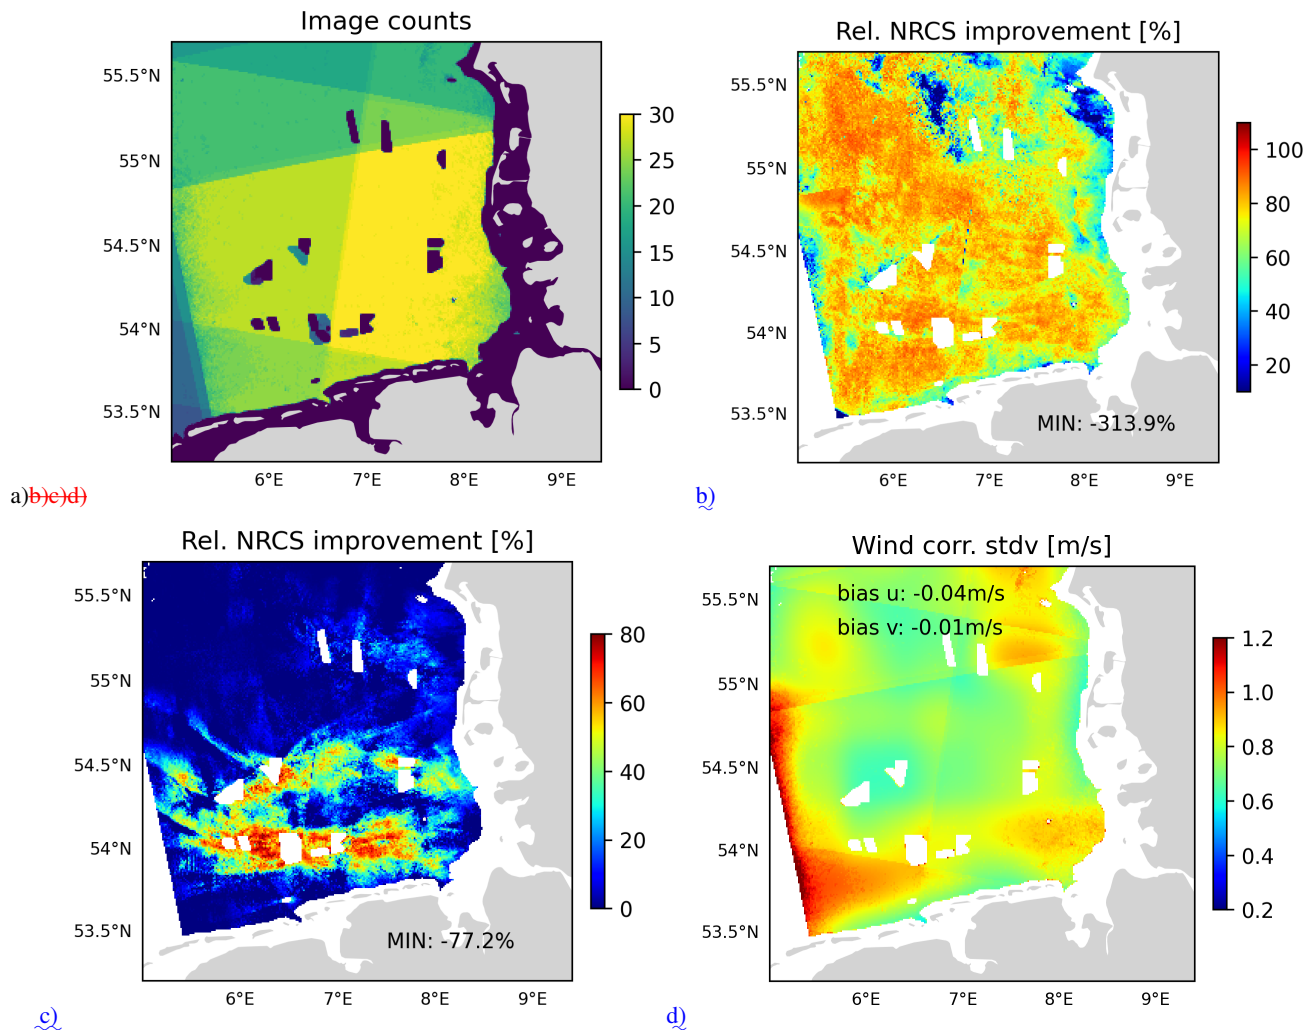 Image counts
55.5°N
55°N
54.5°N
54°N
53.5°N
6°E
7°E
8°E
9°E
30
25
20
15
10
5
0
a)b)c)d)
Rel. NRCS improvement [%]
55.5°N
55°N
54.5°N
54°N
53.5°N
MIN: -313.9%
6°E
7°E
8°E
9°E
100
80
60
40
20
b)
Rel. NRCS improvement [%]
55.5°N
55°N
54.5°N
54°N
53.5°N
MIN: -77.2%
6°E
7°E
8°E
9°E
80
60
40
20
0
c)
Wind corr. stdv [m/s]
bias u: -0.04m/s
bias v: -0.01m/s
55.5°N
55°N
54.5°N
54°N
53.5°N
6°E
7°E
8°E
9°E
1.2
1.0
0.8
0.6
0.4
0.2
d)